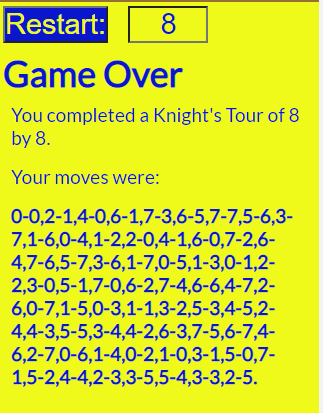 Restart: 8
Game Over
You completed a Knight's Tour of 8
by 8.
Your moves were:
0-0,2-1,4-0,6-1,7-3,6-5,7-7,5-6,3-
7,1-6,0-4,1-2,2-0,4-1,6-0,7-2,6-
4,7-6,5-7,3-6,1-7,0-5,1-3,0-1,2-
2,3-0,5-1,7-0,6-2,7-4,6-6,4-7,2-
6,0-7,1-5,0-3,1-1,3-2,5-3,4-5,2-
4,4-3,5-5,3-4,4-2,6-3,7-5,6-7,4-
6,2-7,0-6,1-4,0-2,1-0,3-1,5-0,7-
1,5-2,4-4,2-3,3-5,5-4,3-3,2-5.